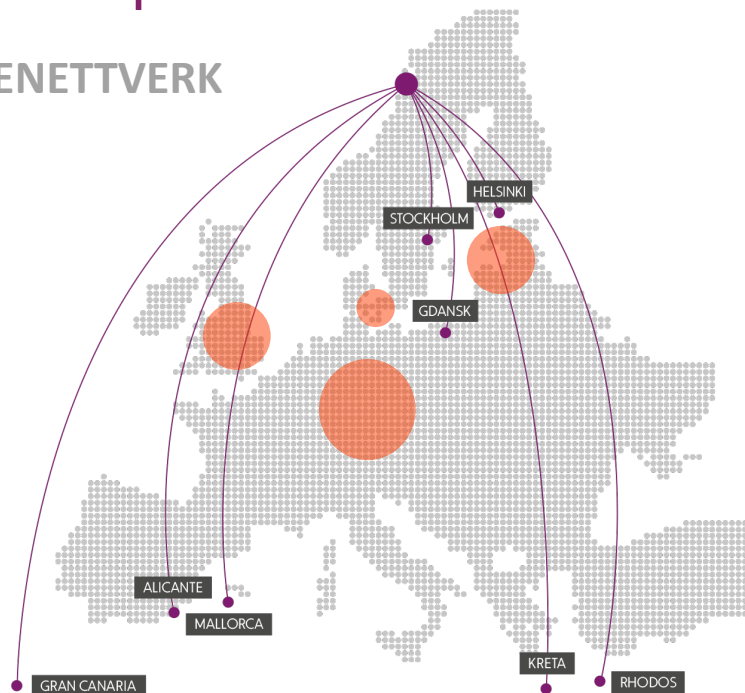 ENETTVERK
HELSINKI
STOCKHOLM
GDANSK
ALICANTE
MALLORCA
KRETA
RHODOS
GRAN CANARIA